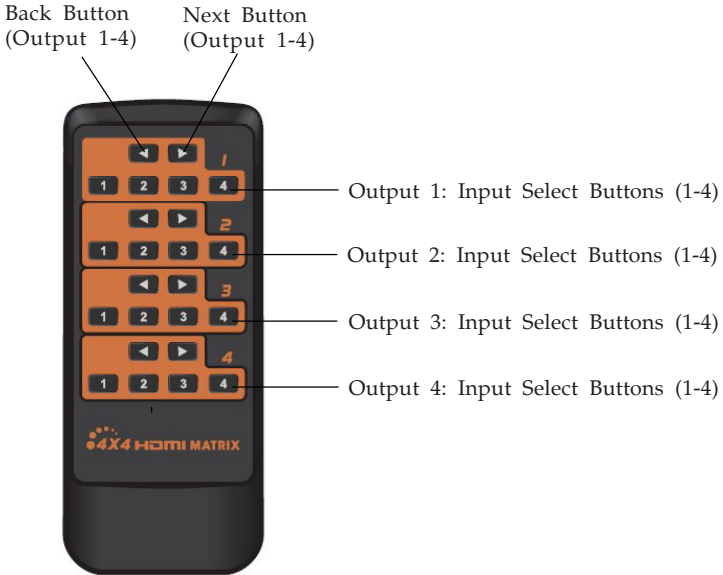 Back Button
(Output 1-4)
Next Button
(Output 1-4)
1
1 2 3 4
Output 1: Input Select Buttons (1-4)
2
1 2 3 4
Output 2: Input Select Buttons (1-4)
3
1 2 3 4
Output 3: Input Select Buttons (1-4)
4
1 2 3 4
Output 4: Input Select Buttons (1-4)
4X4 HDMI MATRIX